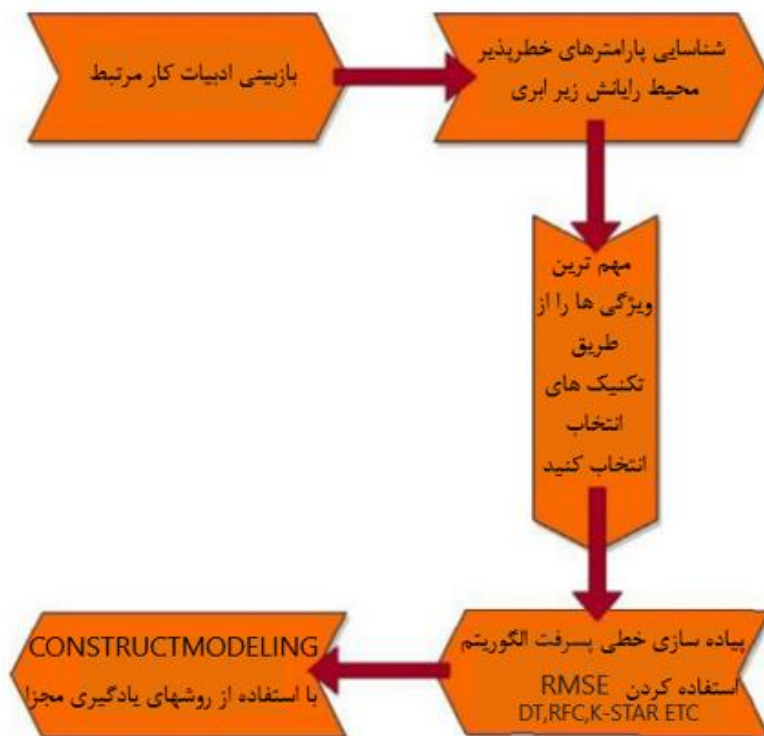 بازبینی ادبیات کار مرتبط
شناسایی پارامترهای خطرپذیر
محیط رایانش زیر ابری
مهم ترین
ویژگی ها را از
طریق
تکنیک های
انتخاب
انتخاب کنید
پیاده سازی خطی پسرفت الگوریتم
استفاده کردن RMSE
DT,RFC,K-STAR ETC
CONSTRUCTMODELING
با استفاده از روشهای یادگیری مجزا